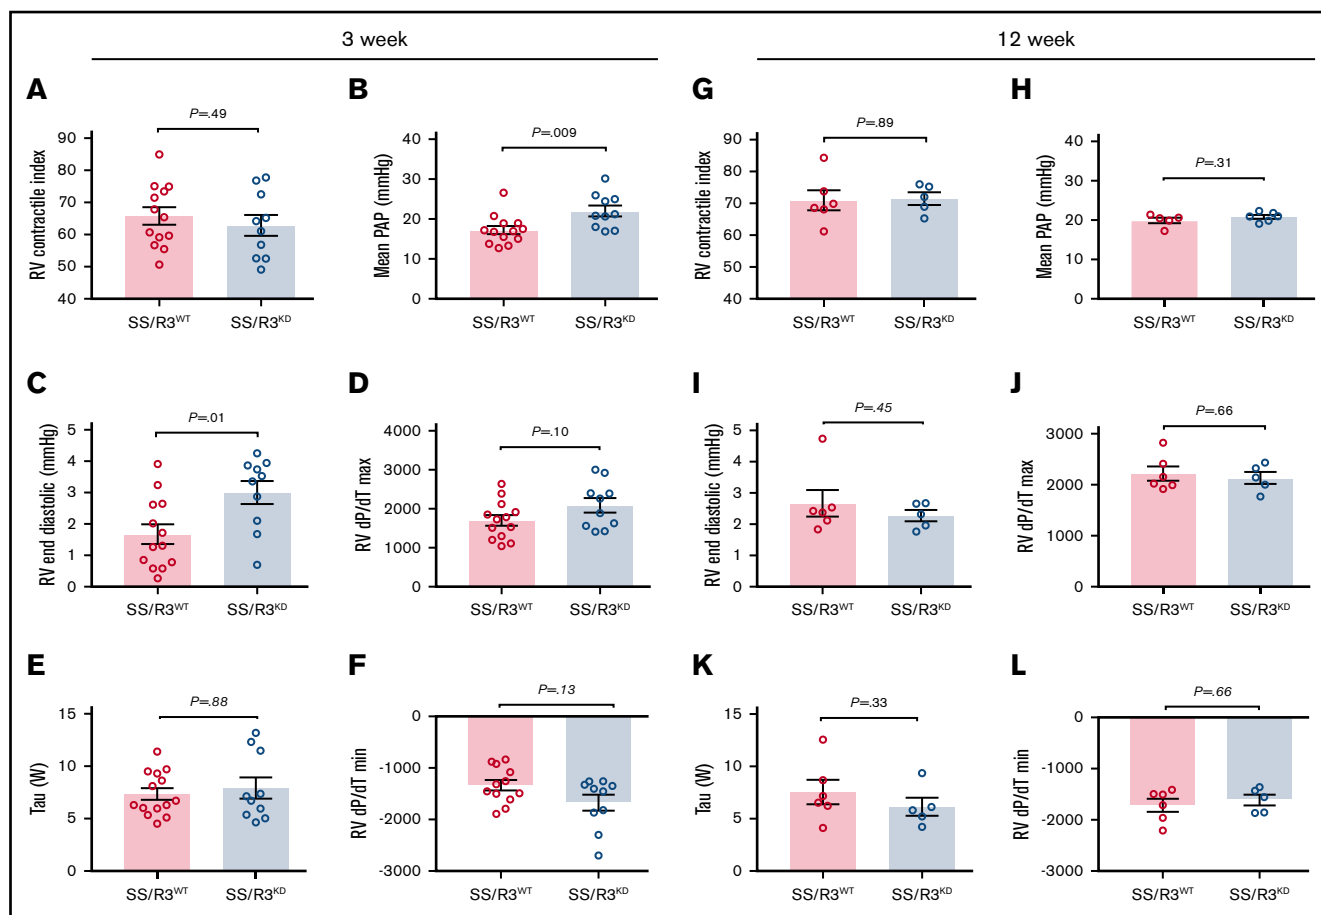 3 week
12 week
A
P=.49
RV contractile index
90
80
70
60
50
40
SS/R3WT
SS/R3KD
B
P=.009
Mean PAP (mmHg)
40
30
20
10
0
SS/R3WT
SS/R3KD
G
P=.89
RV contractile index
90
80
70
60
50
40
SS/R3WT
SS/R3KD
H
P=.31
Mean PAP (mmHg)
40
30
20
10
0
SS/R3WT
SS/R3KD
C
P=.01
RV end diastolic (mmHg)
5
4
3
2
1
0
SS/R3WT
SS/R3KD
D
P=.10
RV dP/dT max
4000
3000
2000
1000
0
SS/R3WT
SS/R3KD
I
P=.45
RV end diastolic (mmHg)
5
4
3
2
1
0
SS/R3WT
SS/R3KD
J
P=.66
RV dP/dT max
3000
2000
1000
0
SS/R3WT
SS/R3KD
E
P=.88
Tau (W)
15
10
5
0
SS/R3WT
SS/R3KD
F
P=.13
RV dP/dT min
0
-1000
-2000
-3000
SS/R3WT
SS/R3KD
K
P=.33
Tau (W)
15
10
5
0
SS/R3WT
SS/R3KD
L
P=.66
RV dP/dT min
0
-1000
-2000
-3000
SS/R3WT
SS/R3KD